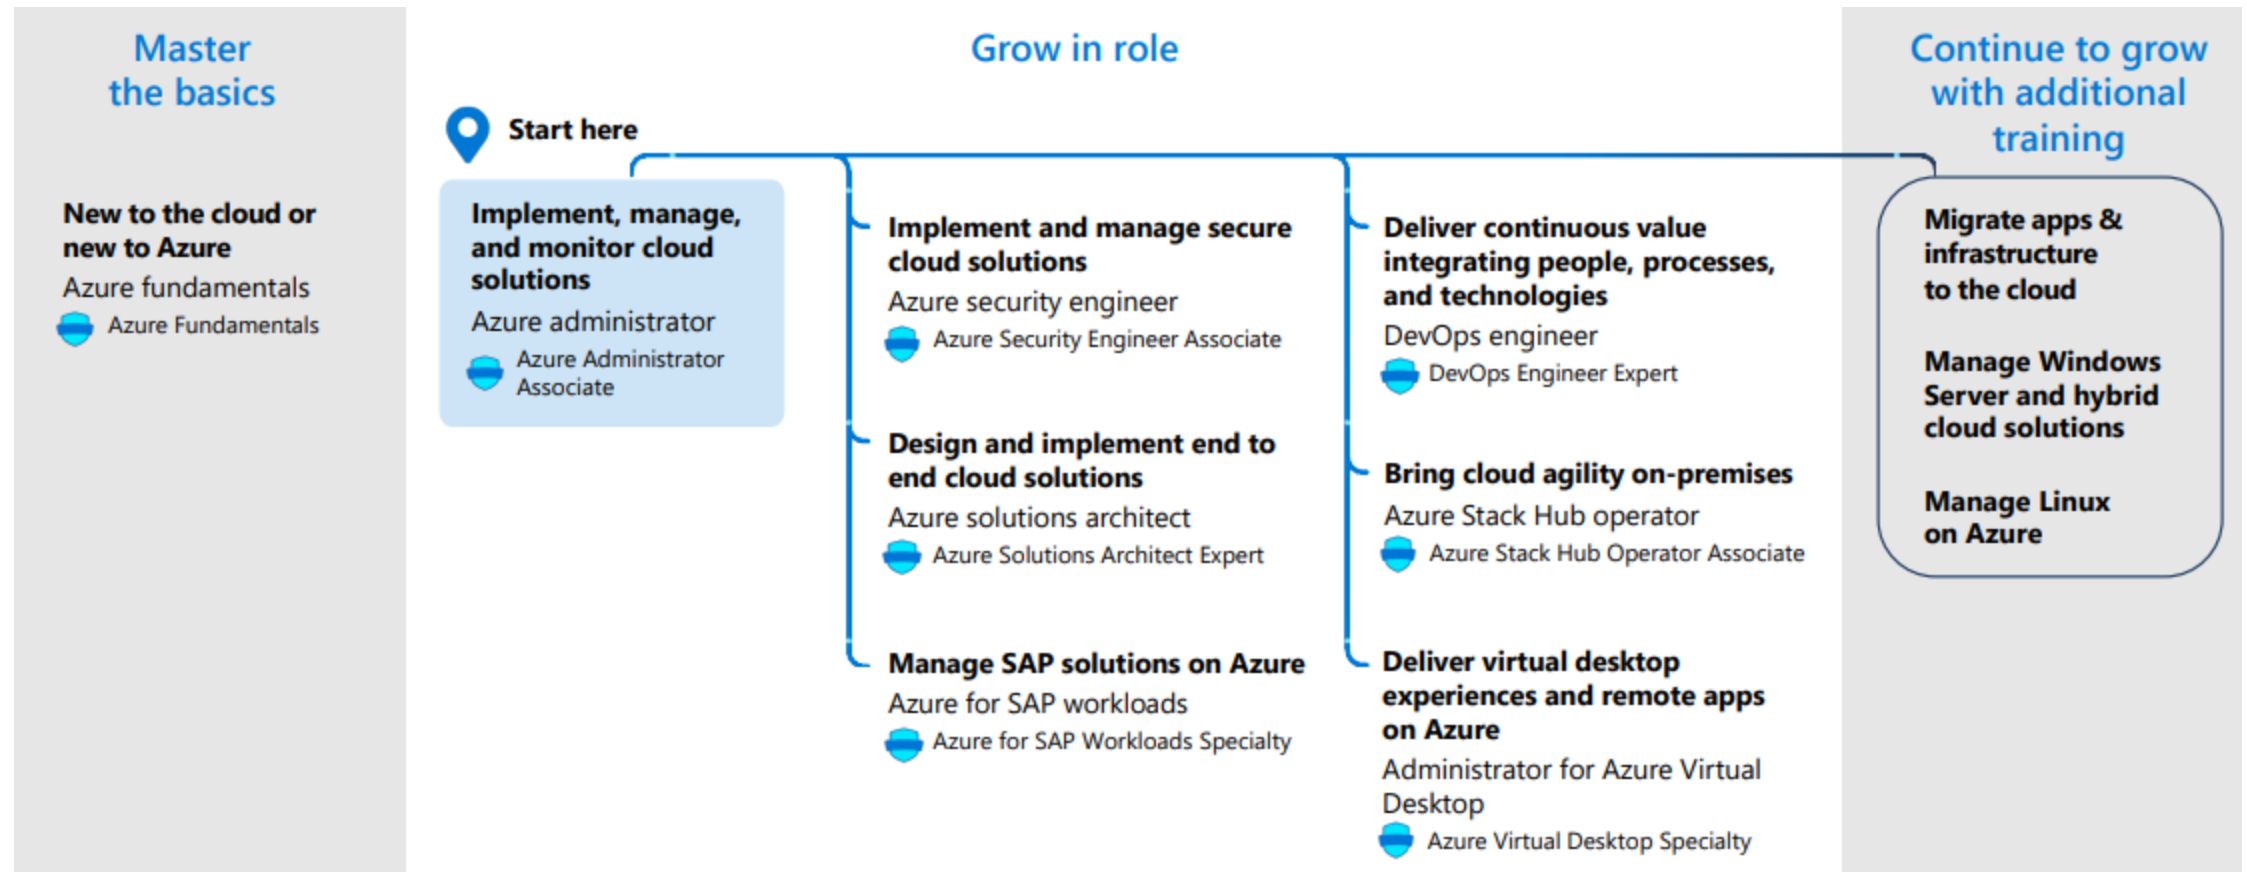 Master
the basics
New to the cloud or
new to Azure
Azure fundamentals
Azure Fundamentals
Grow in role
Start here
Implement, manage,
and monitor cloud
solutions
Azure administrator
Azure Administrator
Associate
Implement and manage secure
cloud solutions
Azure security engineer
Azure Security Engineer Associate
Design and implement end to
end cloud solutions
Azure solutions architect
Azure Solutions Architect Expert
Manage SAP solutions on Azure
Azure for SAP workloads
Azure for SAP Workloads Specialty
Deliver continuous value
integrating people, processes,
and technologies
DevOps engineer
DevOps Engineer Expert
Bring cloud agility on-premises
Azure Stack Hub operator
Azure Stack Hub Operator Associate
Deliver virtual desktop
experiences and remote apps
on Azure
Administrator for Azure Virtual
Desktop
Azure Virtual Desktop Specialty
Continue to grow
with additional
training
Migrate apps &
infrastructure
to the cloud
Manage Windows
Server and hybrid
cloud solutions
Manage Linux
on Azure